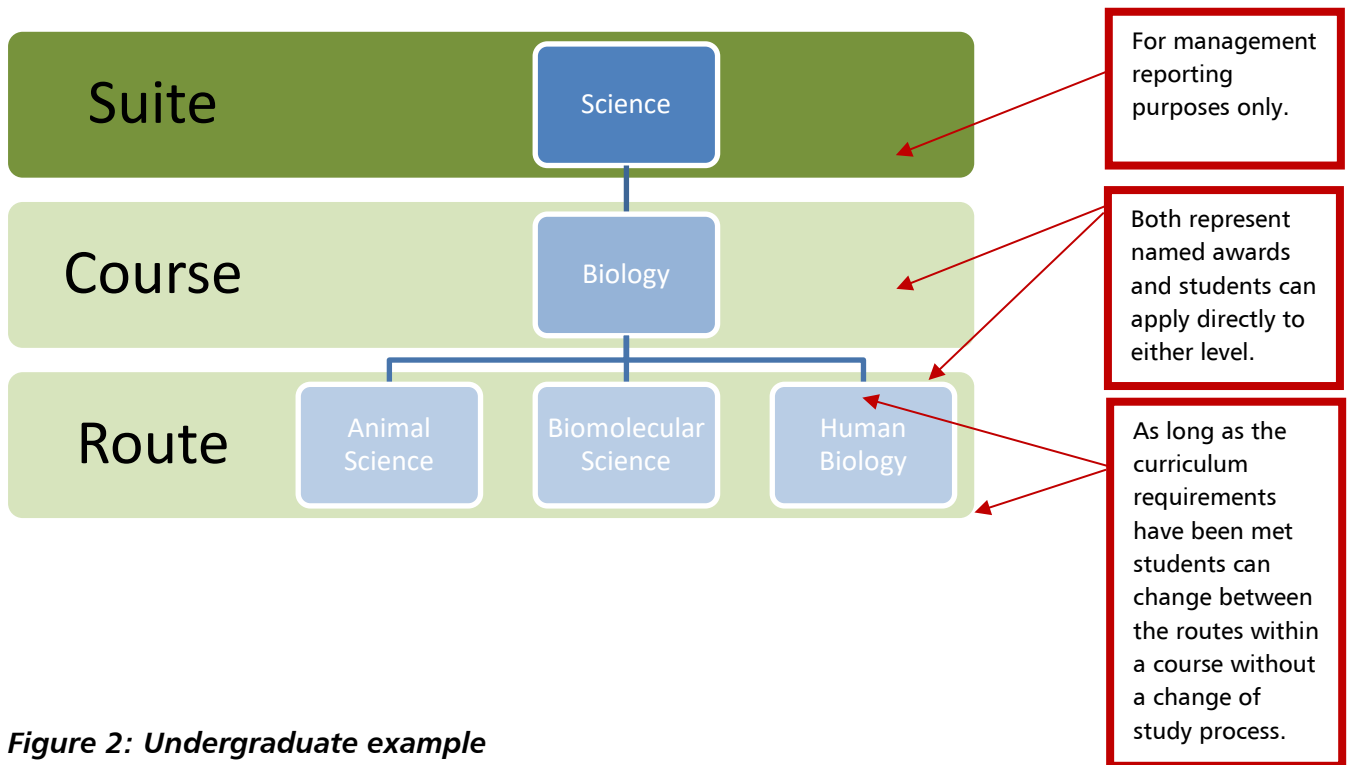 Suite
Science
For management
reporting
purposes only.
Course
Biology
Both represent
named awards
and students can
apply directly to
either level.
Route
Animal
Science
Biomolecular
Science
Human
Biology
As long as the
curriculum
requirements
have been met
students can
change between
the routes within
a course without
a change of
study process.
Figure 2: Undergraduate example